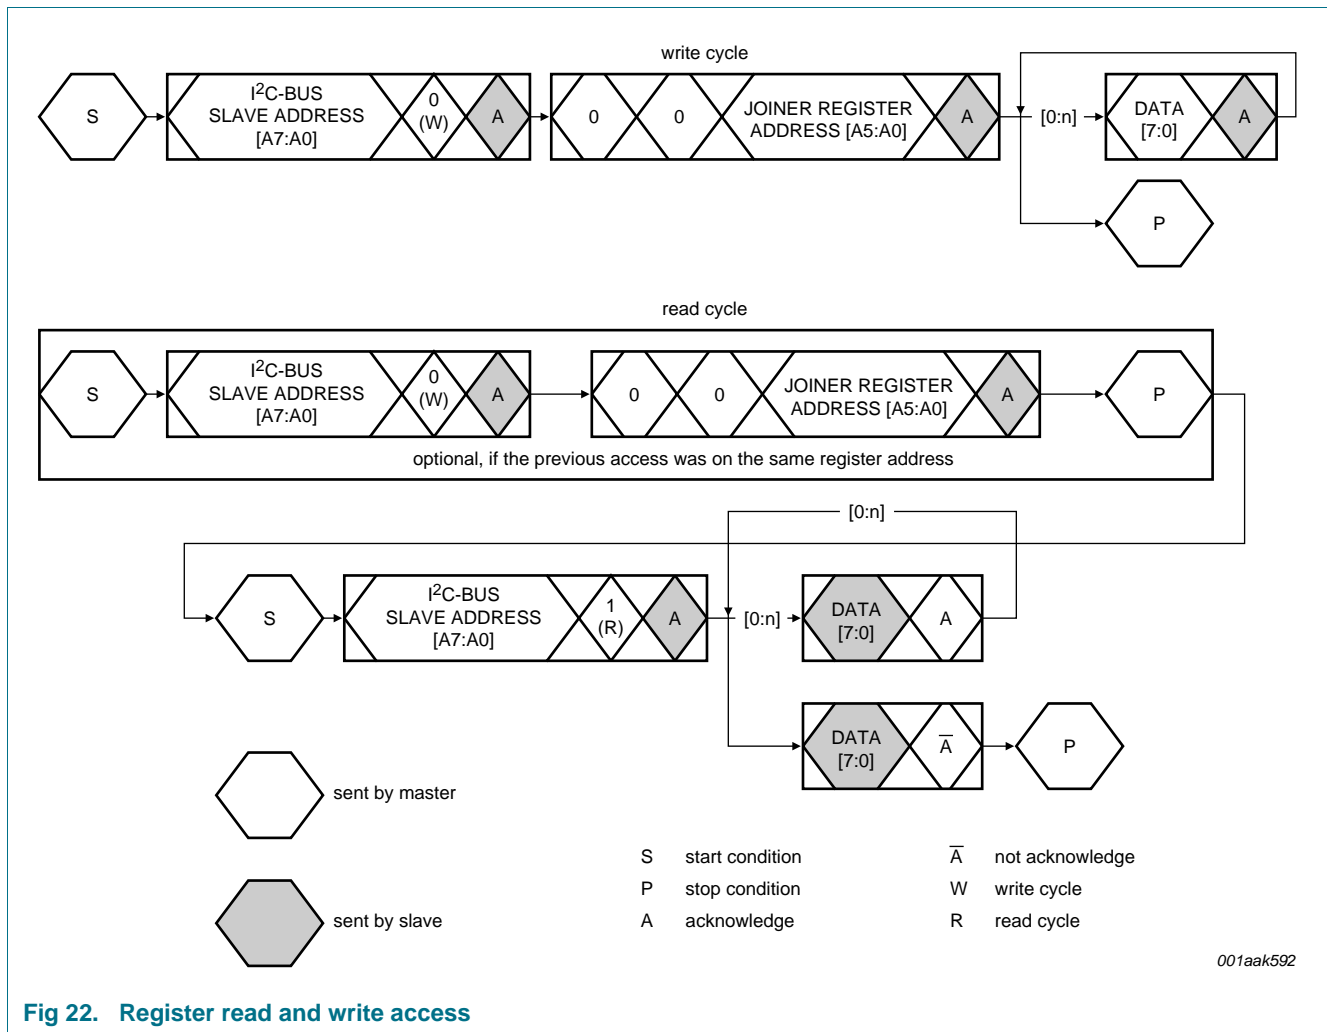 write cycle
S
I2C-BUS
SLAVE ADDRESS
[A7:A0]
0
(W)
A
0
0
JOINER REGISTER
ADDRESS [A5:A0]
A
[0:n]
DATA
[7:0]
A
P
read cycle
S
I2C-BUS
SLAVE ADDRESS
[A7:A0]
0
(W)
A
0
0
JOINER REGISTER
ADDRESS [A5:A0]
A
P
optional, if the previous access was on the same register address
[0:n]
S
I2C-BUS
SLAVE ADDRESS
[A7:A0]
1
(R)
A
[0:n]
DATA
[7:0]
A
DATA
[7:0]
A̅
P
sent by master
sent by slave
S start condition
P stop condition
A acknowledge
A̅ not acknowledge
W write cycle
R read cycle
001aak592
Fig 22. Register read and write access